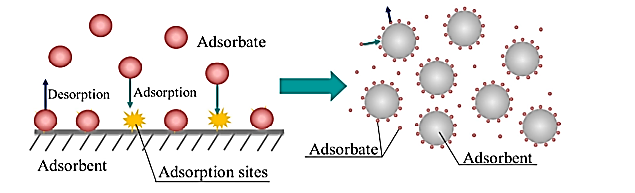 Adsorbate
Desorption
Adsorption
Adsorbent
Adsorption sites
Adsorbate
Adsorbent